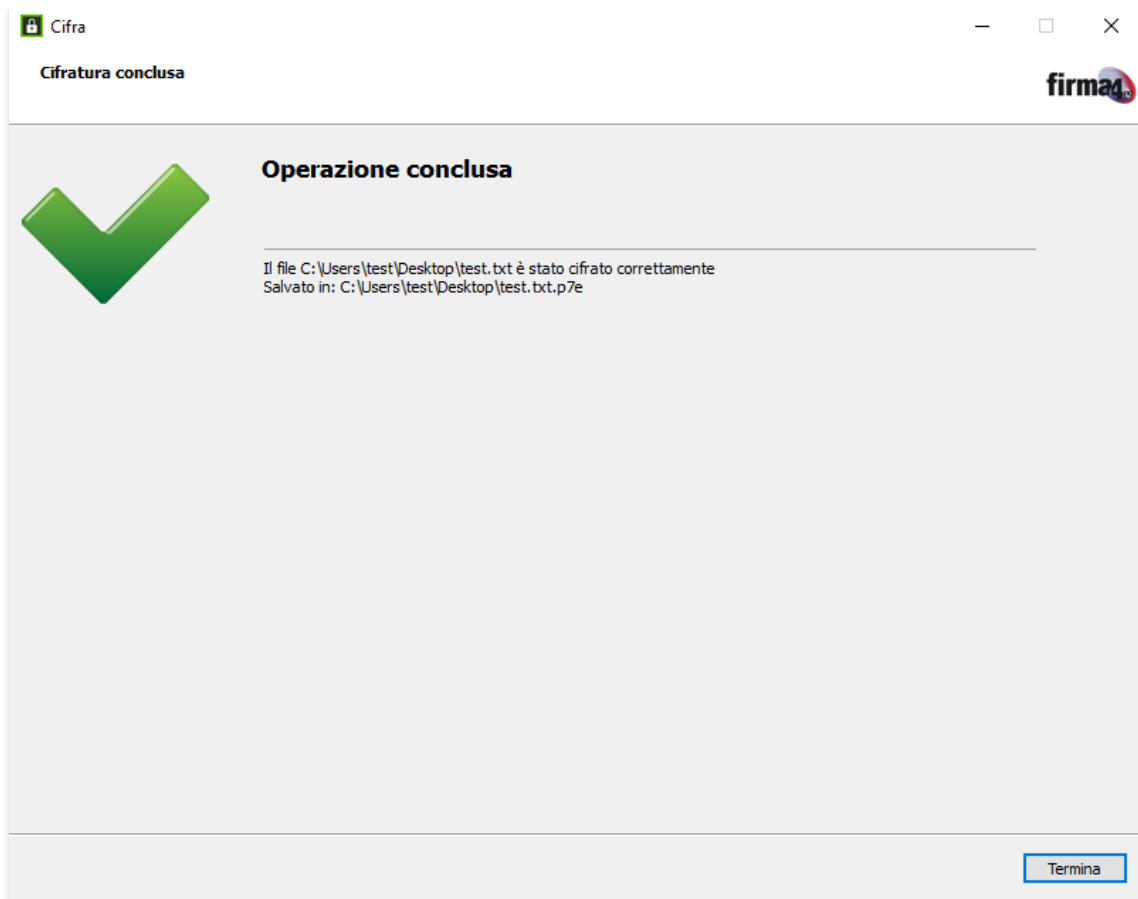 Cifra
Cifratura conclusa
firma4
Operazione conclusa
Il file C:\Users\test\Desktop\test.txt è stato cifrato correttamente
Salvato in: C:\Users\test\Desktop\test.txt.p7e
Termina